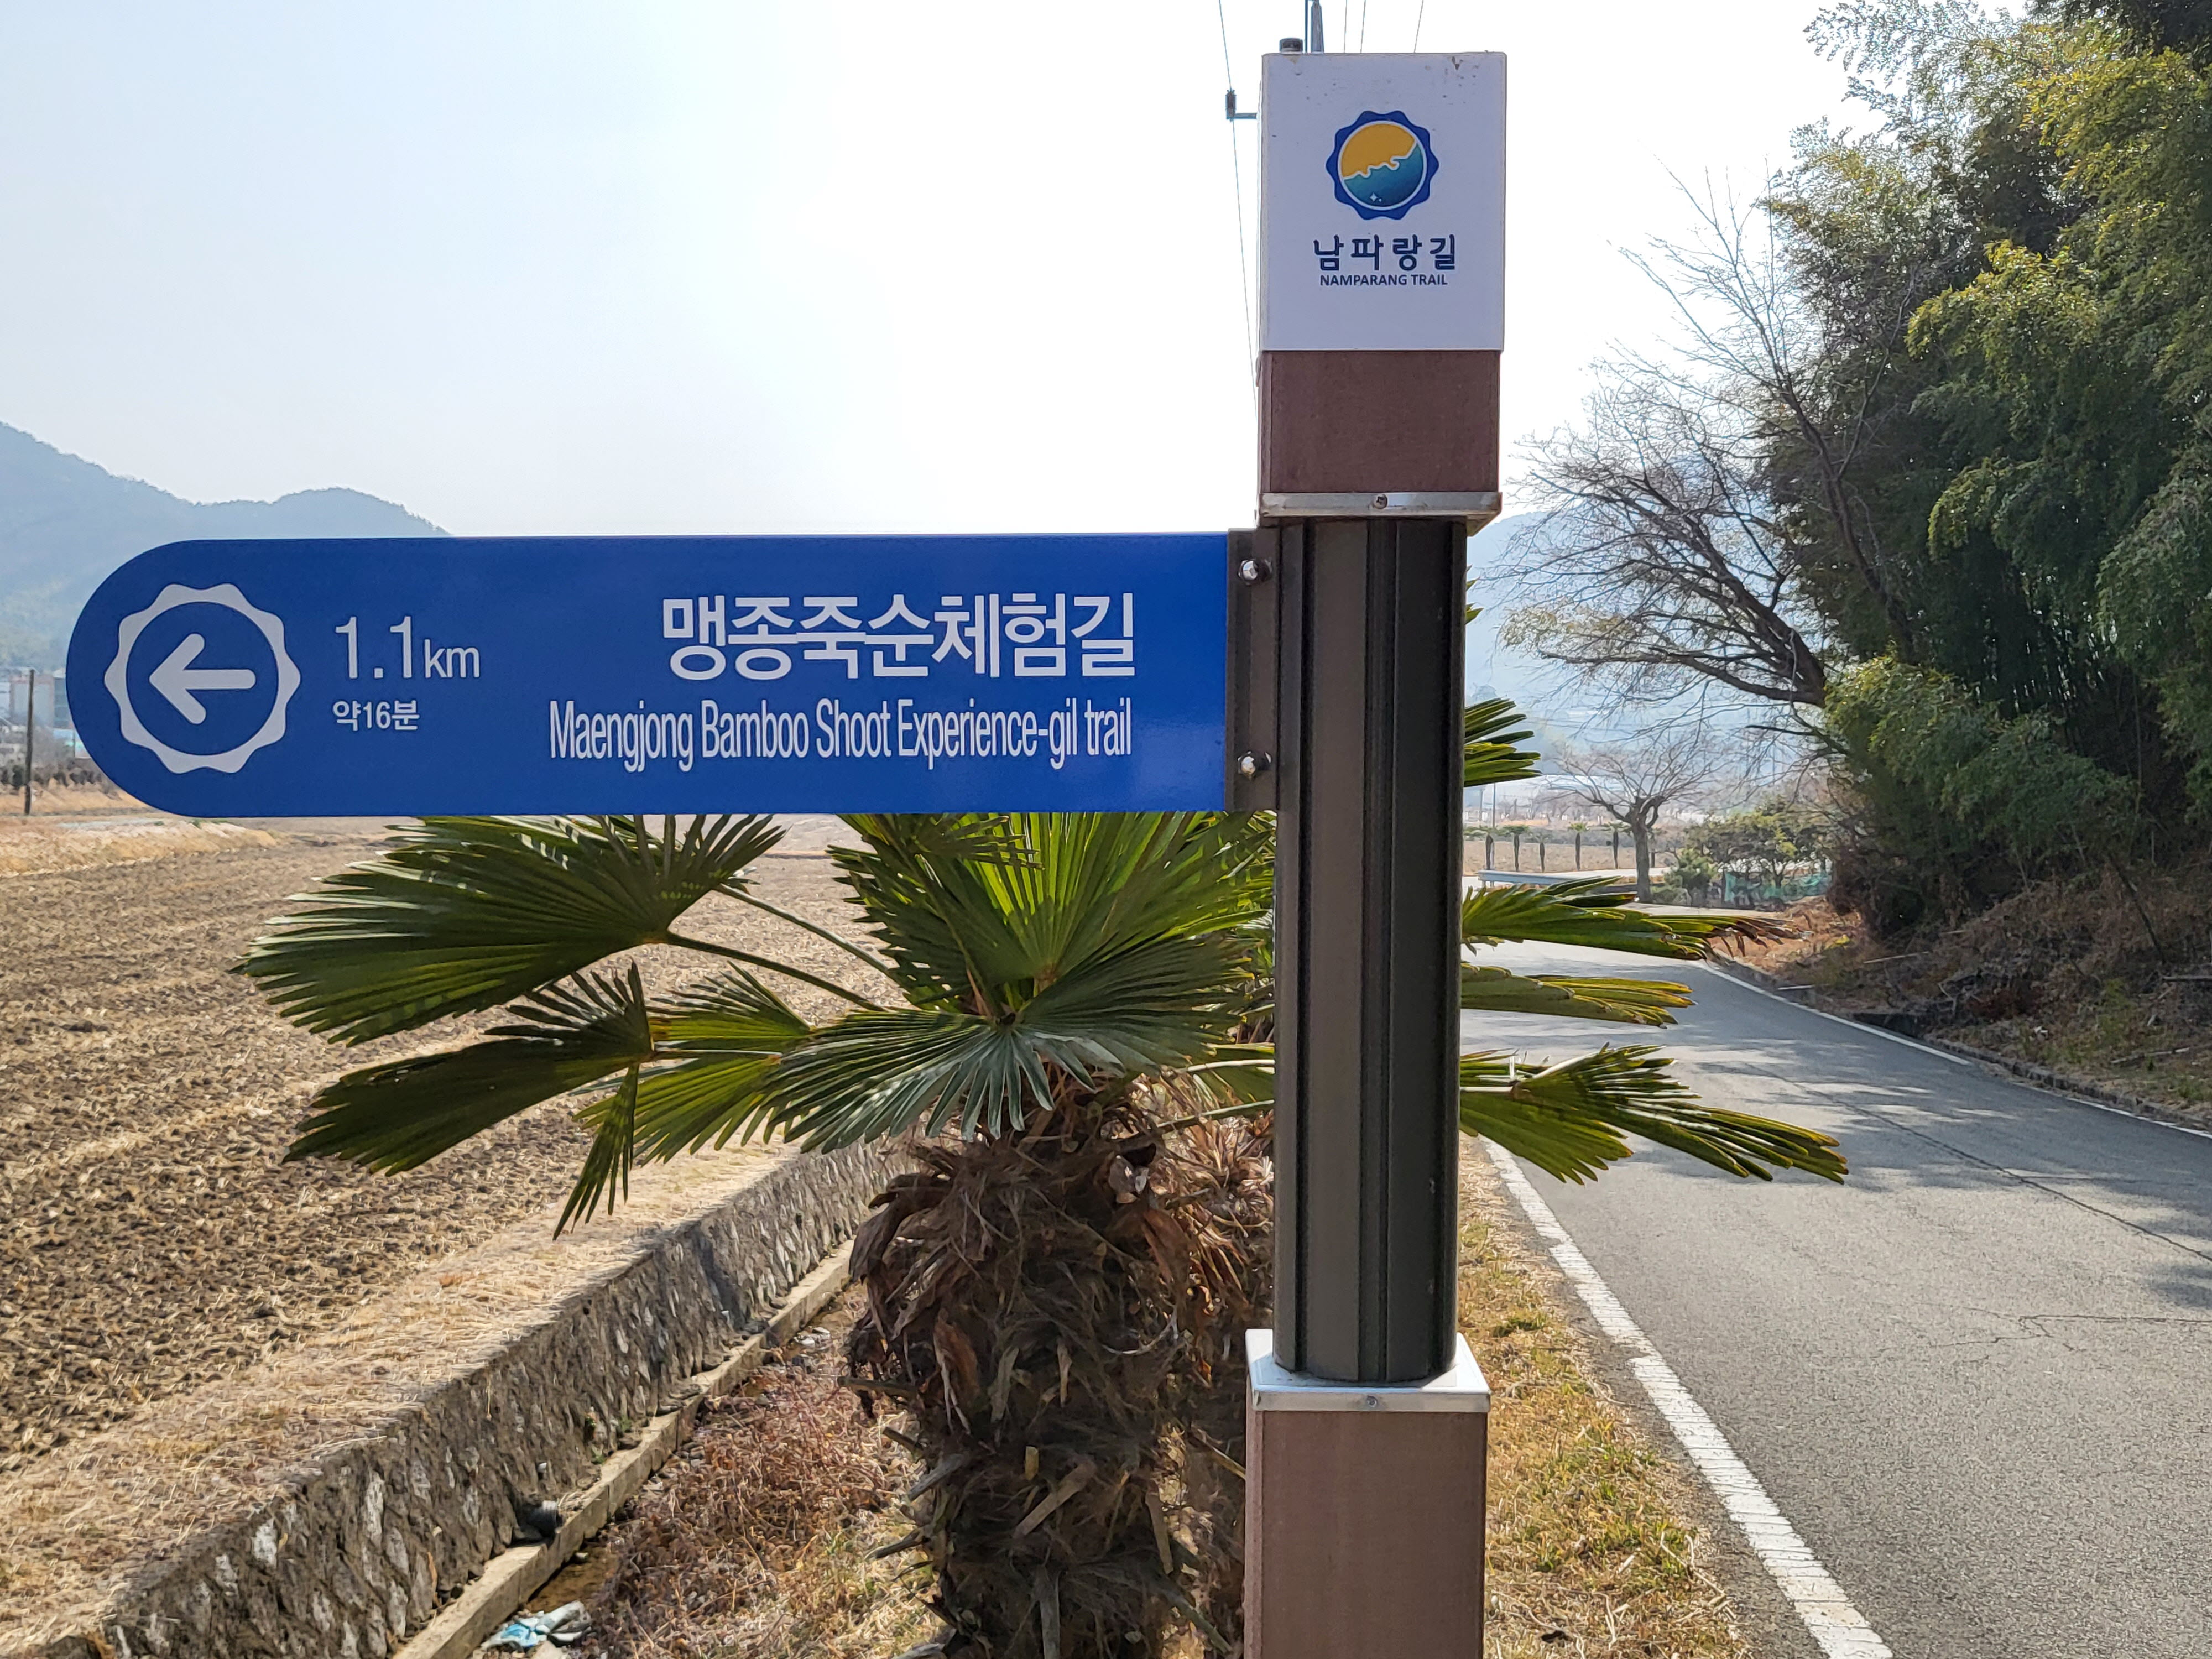 남파랑길
NAMPARANG TRAIL
1.1km
약16분
맹종죽순체험길
Maengjong Bamboo Shoot Experience-gil trail